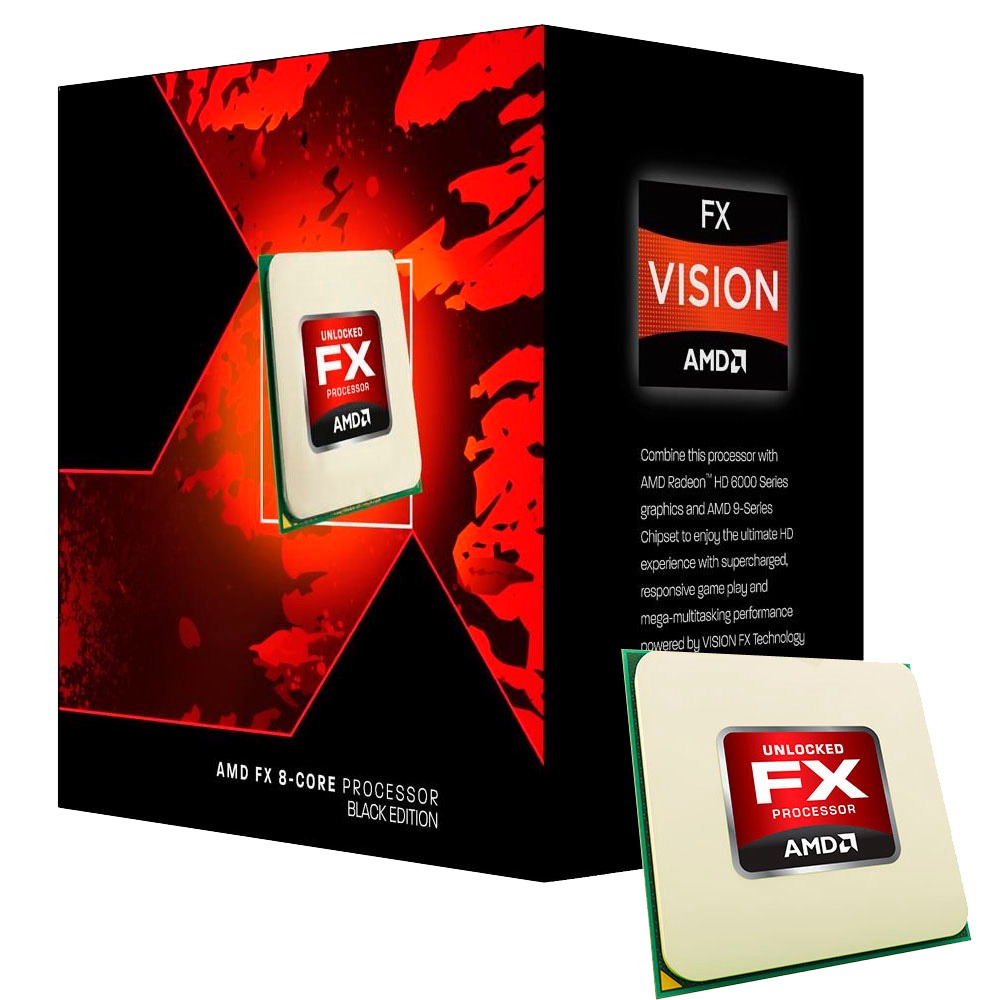 UNLOCKED
FX
PROCESSOR
AMD
AMD FX 8-CORE PROCESSOR
BLACK EDITION
FX
VISION
AMD
Combine this processor with
AMD Radeon™ HD 6000 Series
graphics and AMD 9-Series
Chipset to enjoy the ultimate HD
experience with supercharged,
responsive game play and
mega-multitasking performance
powered by VISION FX Technology
UNLOCKED
FX
PROCESSOR
AMD